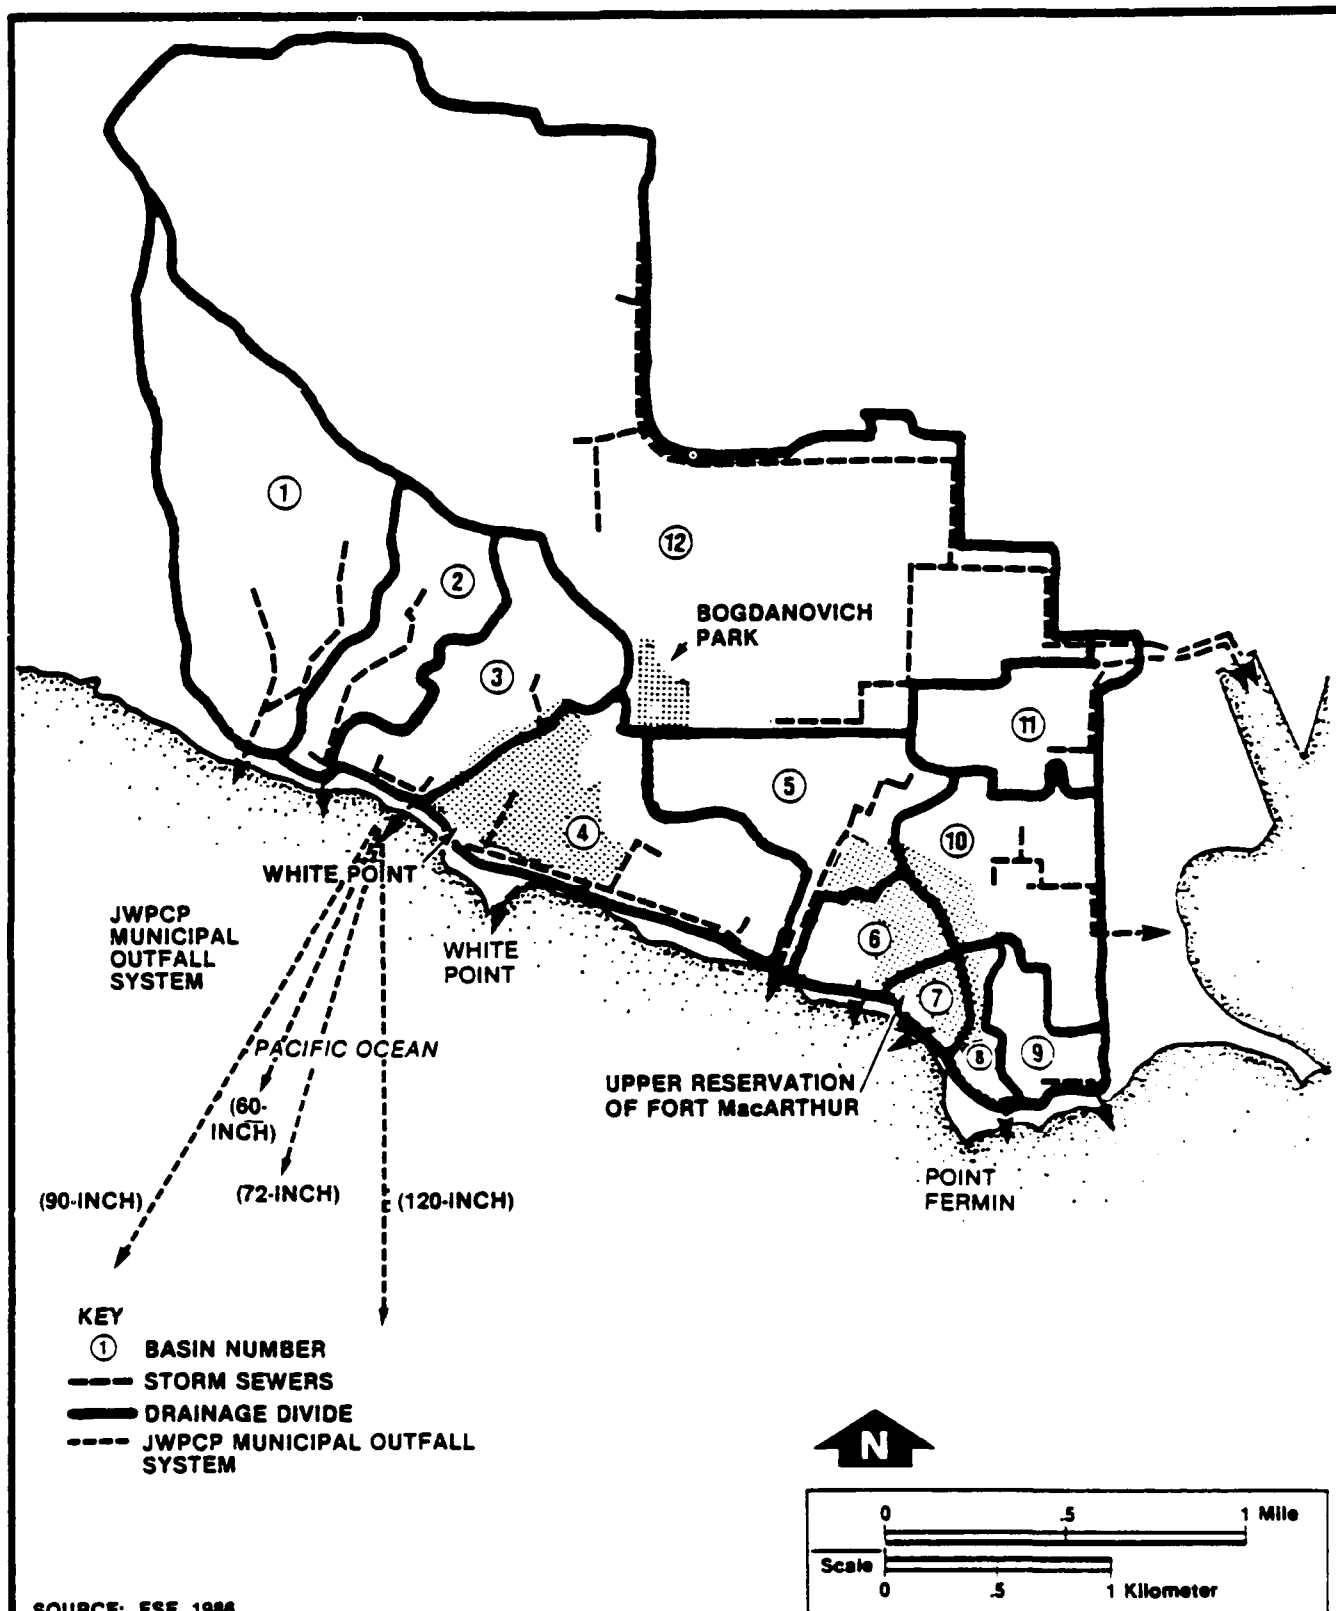 1
2
12
BOGDANOVICH
PARK
3
11
5
4
10
WHITE POINT
JWPCP
MUNICIPAL
OUTFALL
SYSTEM
WHITE
POINT
6
7
PACIFIC OCEAN
8
9
UPPER RESERVATION
OF FORT MacARTHUR
(60-
INCH)
(90-INCH)
(72-INCH)
(120-INCH)
POINT
FERMIN
KEY
1 BASIN NUMBER
STORM SEWERS
DRAINAGE DIVIDE
JWPCP MUNICIPAL OUTFALL
SYSTEM
N
0 .5 1 Mile
Scale
0 .5 1 Kilometer
SOURCE: ESE, 1986